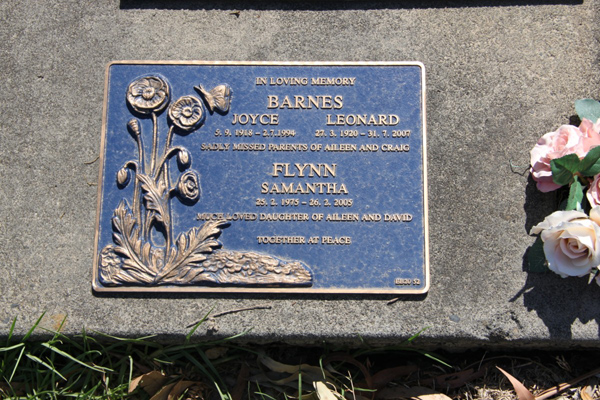 IN LOVING MEMORY
BARNES
JOYCE LEONARD
5. 9. 1918 - 2.7.1994 27. 3. 1920 - 31. 7. 2007
SADLY MISSED PARENTS OF AILEEN AND CRAIG
FLYNN
SAMANTHA
25. 2. 1975 - 26. 2. 2005
MUCH LOVED DAUGHTER OF AILEEN AND DAVID
TOGETHER AT PEACE